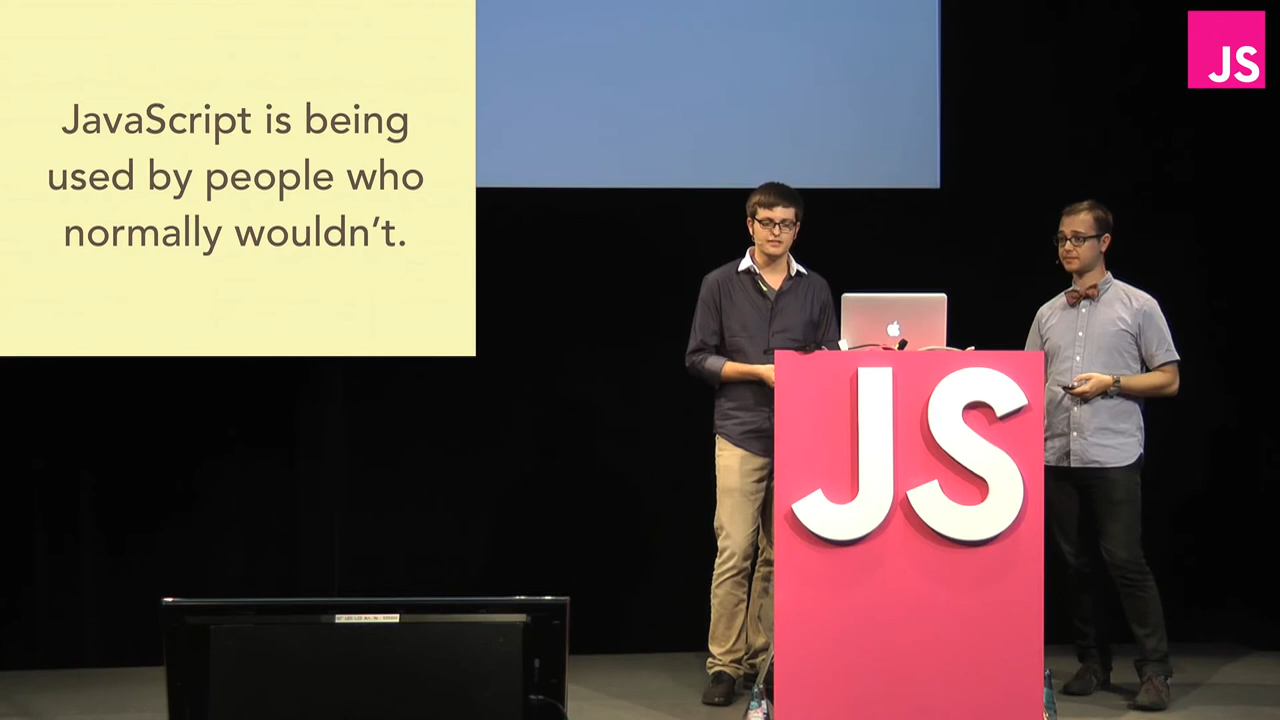 JavaScript is being
used by people who
normally wouldn't.
JS
JS